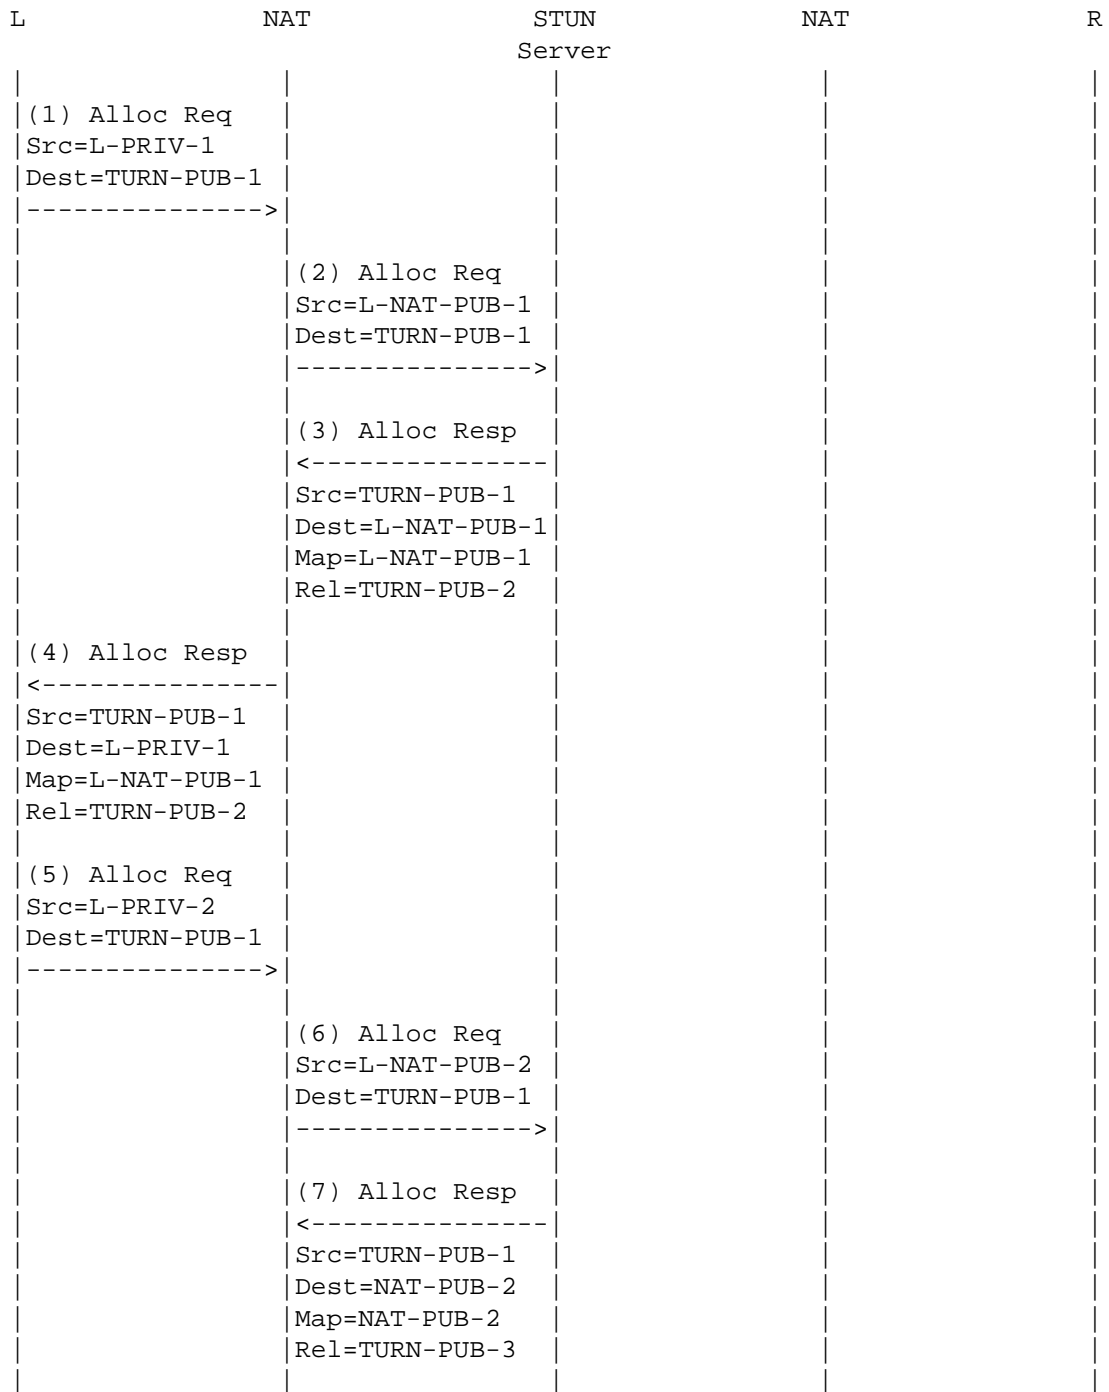 L NAT STUN NAT R
Server
(1) Alloc Req
Src=L-PRIV-1
Dest=TURN-PUB-1
(2) Alloc Req
Src=L-NAT-PUB-1
Dest=TURN-PUB-1
(3) Alloc Resp
Src=TURN-PUB-1
Dest=L-NAT-PUB-1
Map=L-NAT-PUB-1
Rel=TURN-PUB-2
(4) Alloc Resp
Src=TURN-PUB-1
Dest=L-PRIV-1
Map=L-NAT-PUB-1
Rel=TURN-PUB-2
(5) Alloc Req
Src=L-PRIV-2
Dest=TURN-PUB-1
(6) Alloc Req
Src=L-NAT-PUB-2
Dest=TURN-PUB-1
(7) Alloc Resp
Src=TURN-PUB-1
Dest=NAT-PUB-2
Map=NAT-PUB-2
Rel=TURN-PUB-3